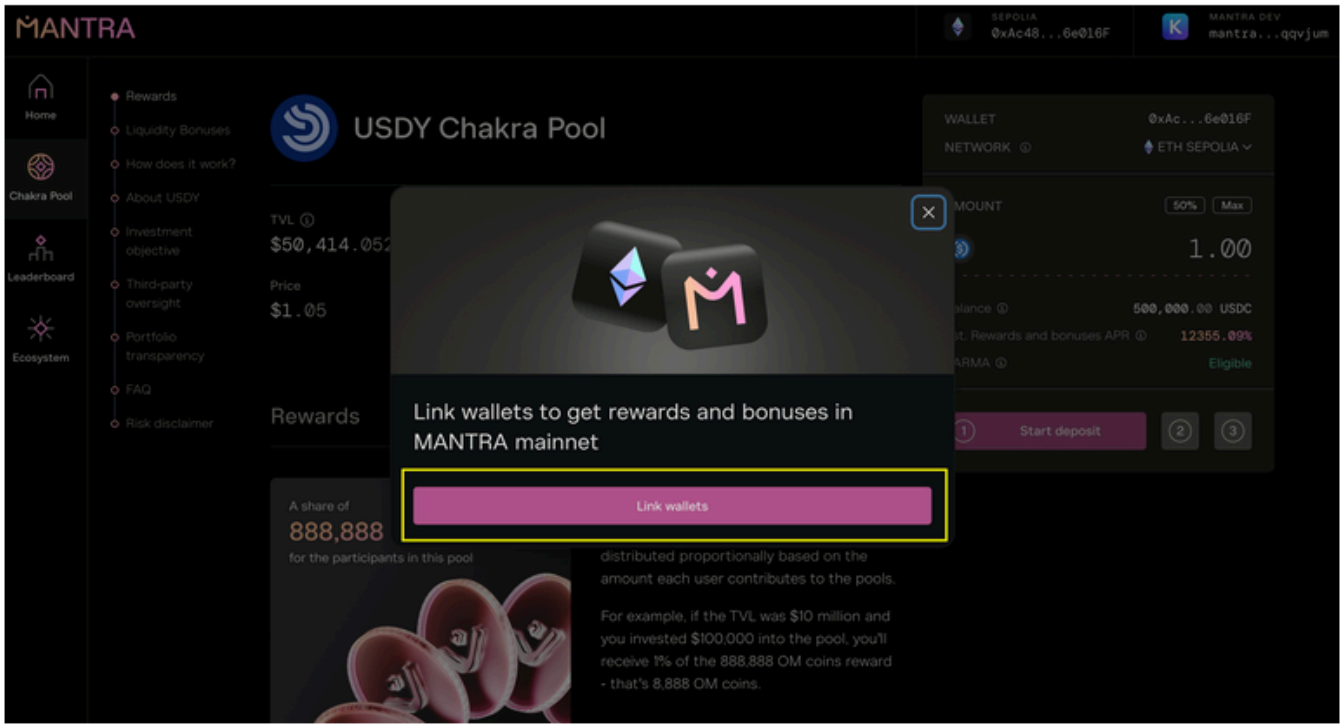 MANTRA
SEPOLIA
0xAc48...6e016F
K
MANTRA DEV
mantra...qqvjum
Home
Chakra Pool
Leaderboard
Ecosystem
Rewards
Liquidity Bonuses
How does it work?
About USDY
Investment
objective
Third-party
oversight
Portfolio
transparency
FAQ
Risk disclaimer
USDY Chakra Pool
TVL
$50,414.052
Price
$1.05
Rewards
A share of
888,888
for the participants in this pool
Link wallets to get rewards and bonuses in
MANTRA mainnet
Link wallets
distributed proportionally based on the
amount each user contributes to the pools.
For example, if the TVL was $10 million and
you invested $100,000 into the pool, you'll
receive 1% of the 888,888 OM coins reward
- that's 8,888 OM coins.
WALLET 0xAc...6e016F
NETWORK ETH SEPOLIA
MOUNT 50% Max
1.00
alance 500,000.00 USDC
st. Rewards and bonuses APR 12355.09%
ARMA Eligible
1 Start deposit 2 3